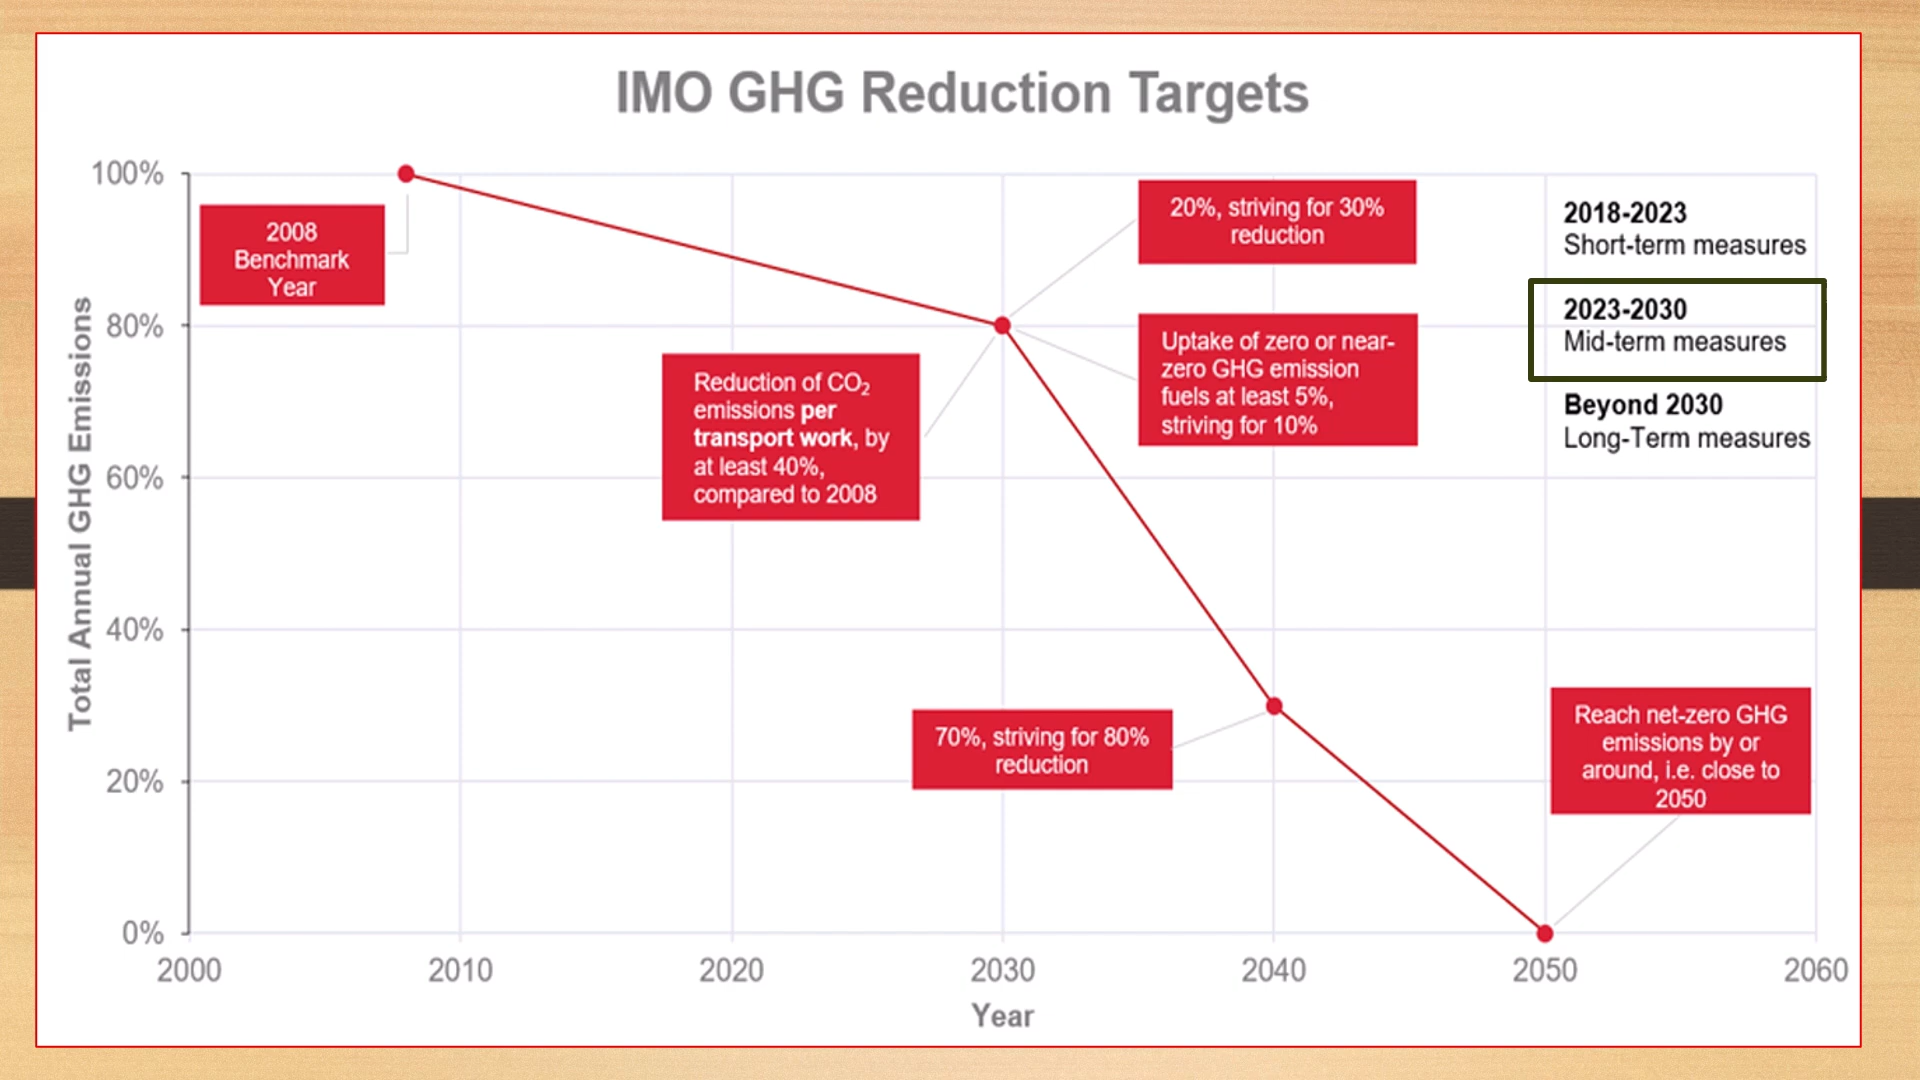 IMO GHG Reduction Targets
Total Annual GHG Emissions
100%
80%
60%
40%
20%
0%
2008
Benchmark
Year
Reduction of CO₂
emissions per
transport work, by
at least 40%,
compared to 2008
20%, striving for 30%
reduction
Uptake of zero or near-
zero GHG emission
fuels at least 5%,
striving for 10%
70%, striving for 80%
reduction
Reach net-zero GHG
emissions by or
around, i.e. close to
2050
2018-2023
Short-term measures
2023-2030
Mid-term measures
Beyond 2030
Long-Term measures
2000
2010
2020
2030
2040
2050
2060
Year